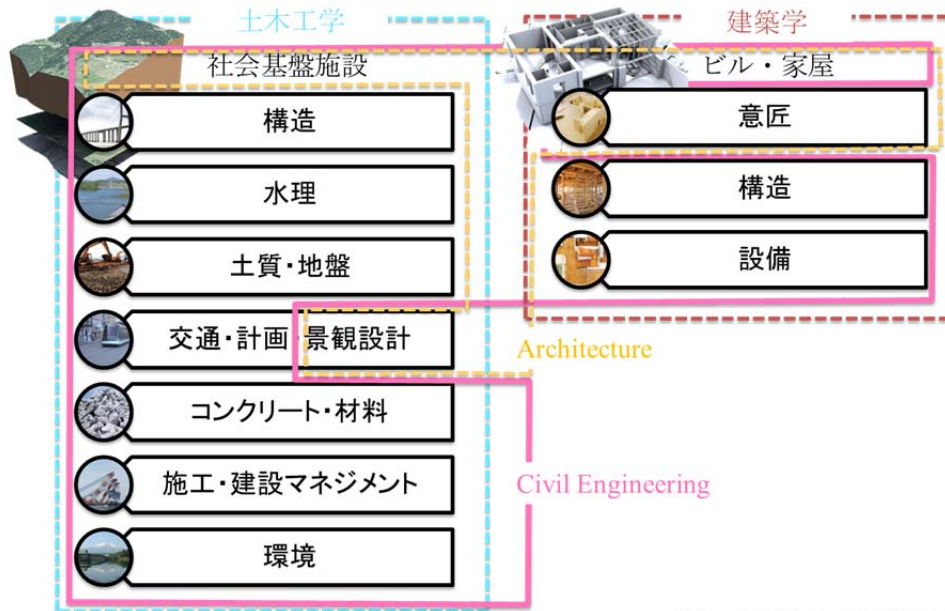 土木工学
社会基盤施設
構造
水理
土質・地盤
交通・計画・景観設計
コンクリート・材料
施工・建設マネジメント
環境
建築学
ビル・家屋
意匠
構造
設備
Architecture
Civil Engineering